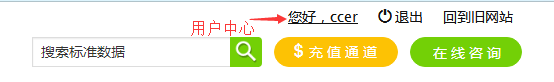 您好，ccer 退出 回到旧网站
用户中心
搜索标准数据 $ 充值通道 在线咨询